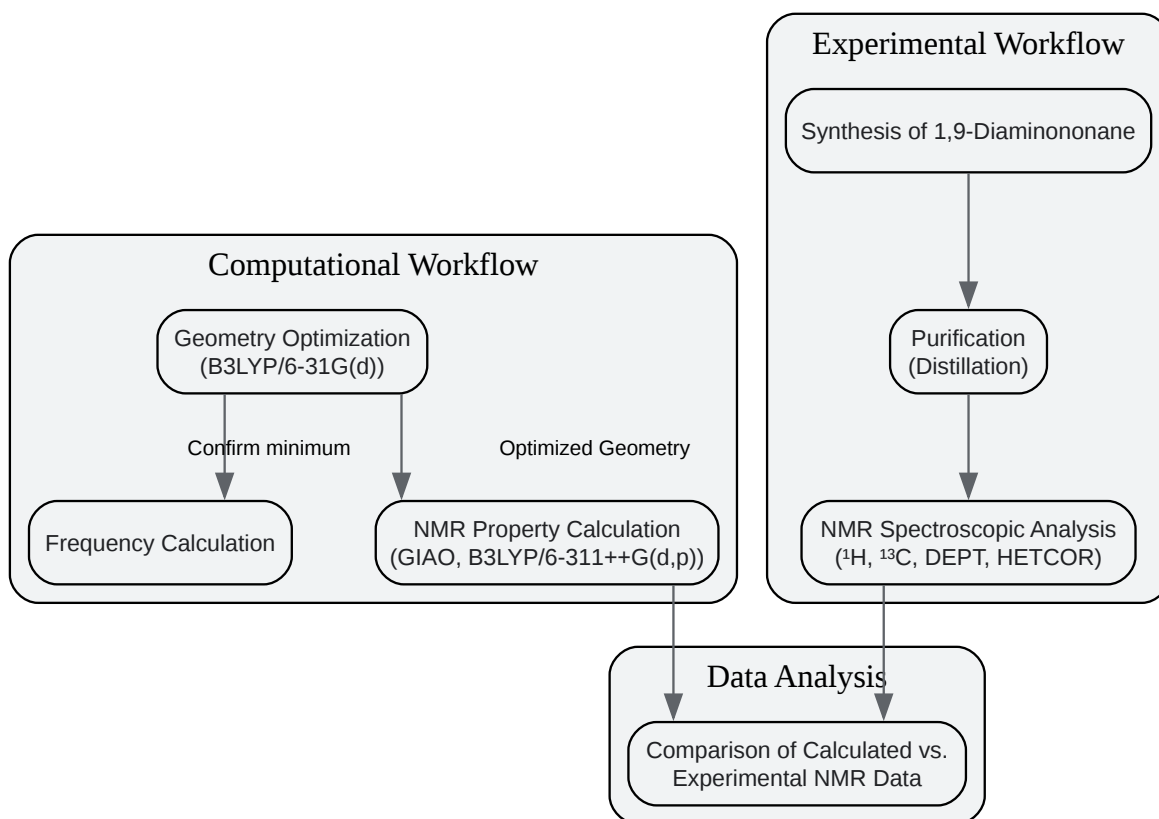 Experimental Workflow
Synthesis of 1,9-Diaminononane
Purification
(Distillation)
NMR Spectroscopic Analysis
(¹H, ¹³C, DEPT, HETCOR)
Computational Workflow
Geometry Optimization
(B3LYP/6-31G(d))
Confirm minimum
Optimized Geometry
Frequency Calculation
NMR Property Calculation
(GIAO, B3LYP/6-311++G(d,p))
Data Analysis
Comparison of Calculated vs.
Experimental NMR Data